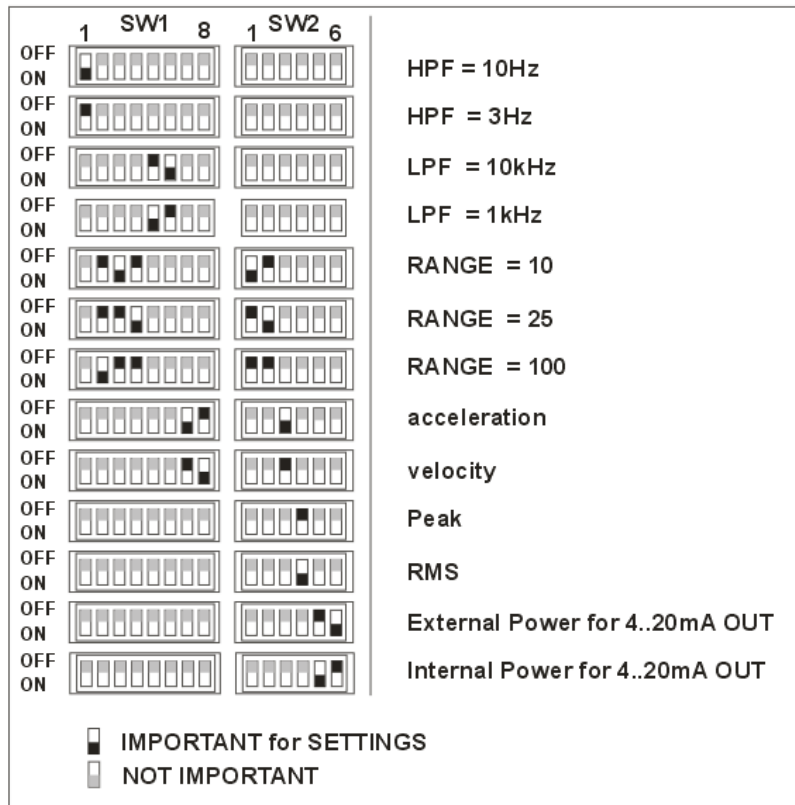 SW1 SW2
1 8 1 6
OFF
ON
HPF = 10Hz
OFF
ON
HPF = 3Hz
OFF
ON
LPF = 10kHz
OFF
ON
LPF = 1kHz
OFF
ON
RANGE = 10
OFF
ON
RANGE = 25
OFF
ON
RANGE = 100
OFF
ON
acceleration
OFF
ON
velocity
OFF
ON
Peak
OFF
ON
RMS
OFF
ON
External Power for 4..20mA OUT
OFF
ON
Internal Power for 4..20mA OUT
IMPORTANT for SETTINGS
NOT IMPORTANT